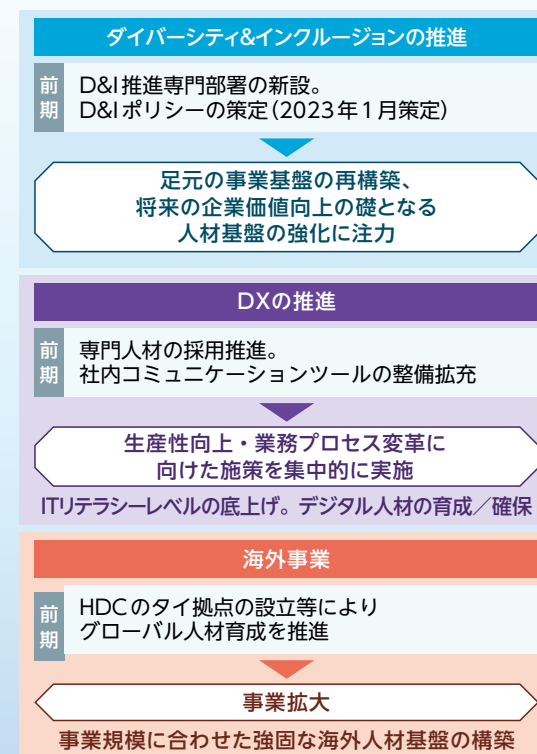 ダイバーシティ&インクルージョンの推進
前期
D&I推進専門部署の新設。
D&Iポリシーの策定(2023年1月策定)
足元の事業基盤の再構築、
将来の企業価値向上の礎となる
人材基盤の強化に注力
DXの推進
前期
専門人材の採用推進。
社内コミュニケーションツールの整備拡充
生産性向上・業務プロセス変革に
向けた施策を集中的に実施
ITリテラシーレベルの底上げ。デジタル人材の育成/確保
海外事業
前期
HDCのタイ拠点の設立等により
グローバル人材育成を推進
事業拡大
事業規模に合わせた強固な海外人材基盤の構築